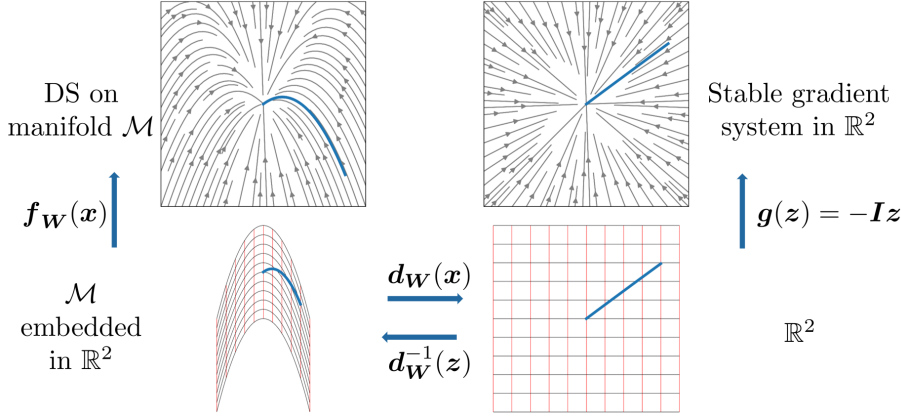 DS on
manifold ℳ
Stable gradient
system in ℝ²
f_W(x)
g(z) = −Iz
ℳ
embedded
in ℝ²
d_W(x)
d_W⁻¹(z)
ℝ²